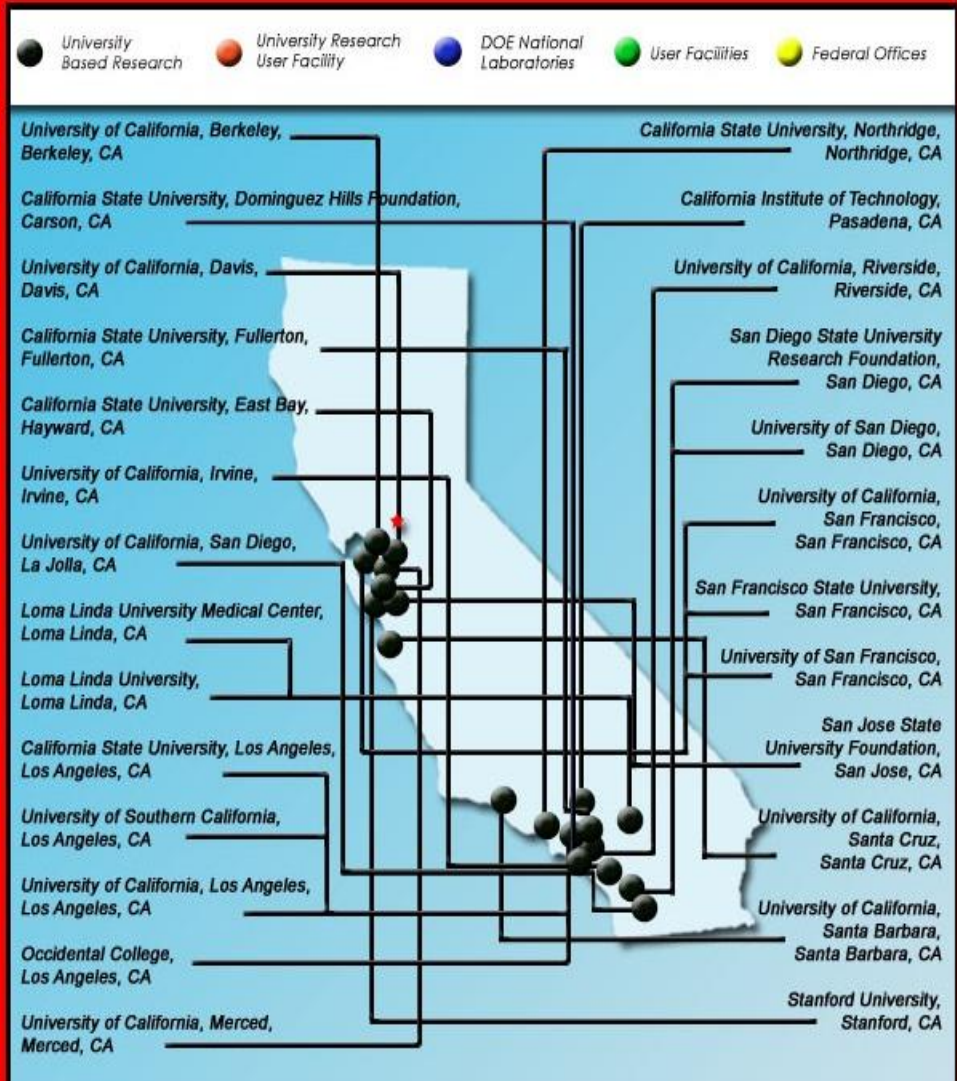 University
Based Research
University Research
User Facility
DOE National
Laboratories
User Facilities
Federal Offices
University of California, Berkeley,
Berkeley, CA
California State University, Dominguez Hills Foundation,
Carson, CA
University of California, Davis,
Davis, CA
California State University, Fullerton,
Fullerton, CA
California State University, East Bay,
Hayward, CA
University of California, Irvine,
Irvine, CA
University of California, San Diego,
La Jolla, CA
Loma Linda University Medical Center,
Loma Linda, CA
Loma Linda University,
Loma Linda, CA
California State University, Los Angeles,
Los Angeles, CA
University of Southern California,
Los Angeles, CA
University of California, Los Angeles,
Los Angeles, CA
Occidental College,
Los Angeles, CA
University of California, Merced,
Merced, CA
California State University, Northridge,
Northridge, CA
California Institute of Technology,
Pasadena, CA
University of California, Riverside,
Riverside, CA
San Diego State University
Research Foundation,
San Diego, CA
University of San Diego,
San Diego, CA
University of California,
San Francisco,
San Francisco, CA
San Francisco State University,
San Francisco, CA
University of San Francisco,
San Francisco, CA
San Jose State
University Foundation,
San Jose, CA
University of California,
Santa Cruz,
Santa Cruz, CA
University of California,
Santa Barbara,
Santa Barbara, CA
Stanford University,
Stanford, CA